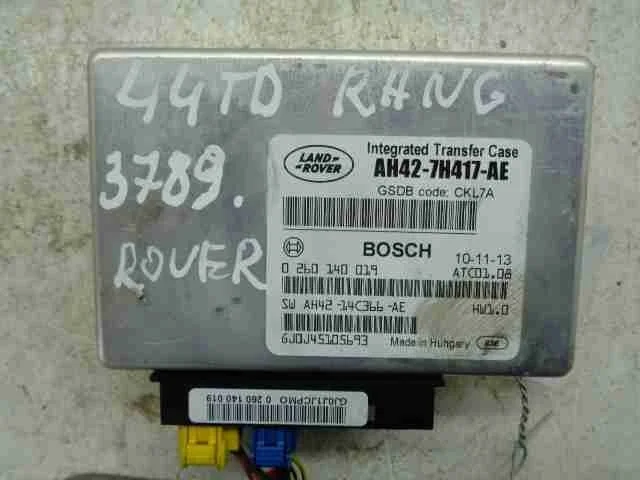 44TD RANG
3789.
ROVER
LAND-
-ROVER
Integrated Transfer Case
AH42-7H417-AE
GSDB code: CKL7A
BOSCH
10-11-13
0 260 140 019
ATC01.08
SW AH42-14C366-AE
HW1.0
GJ0J45105693
Made in Hungary
GJ0J1JCPMO 0 260 140 019